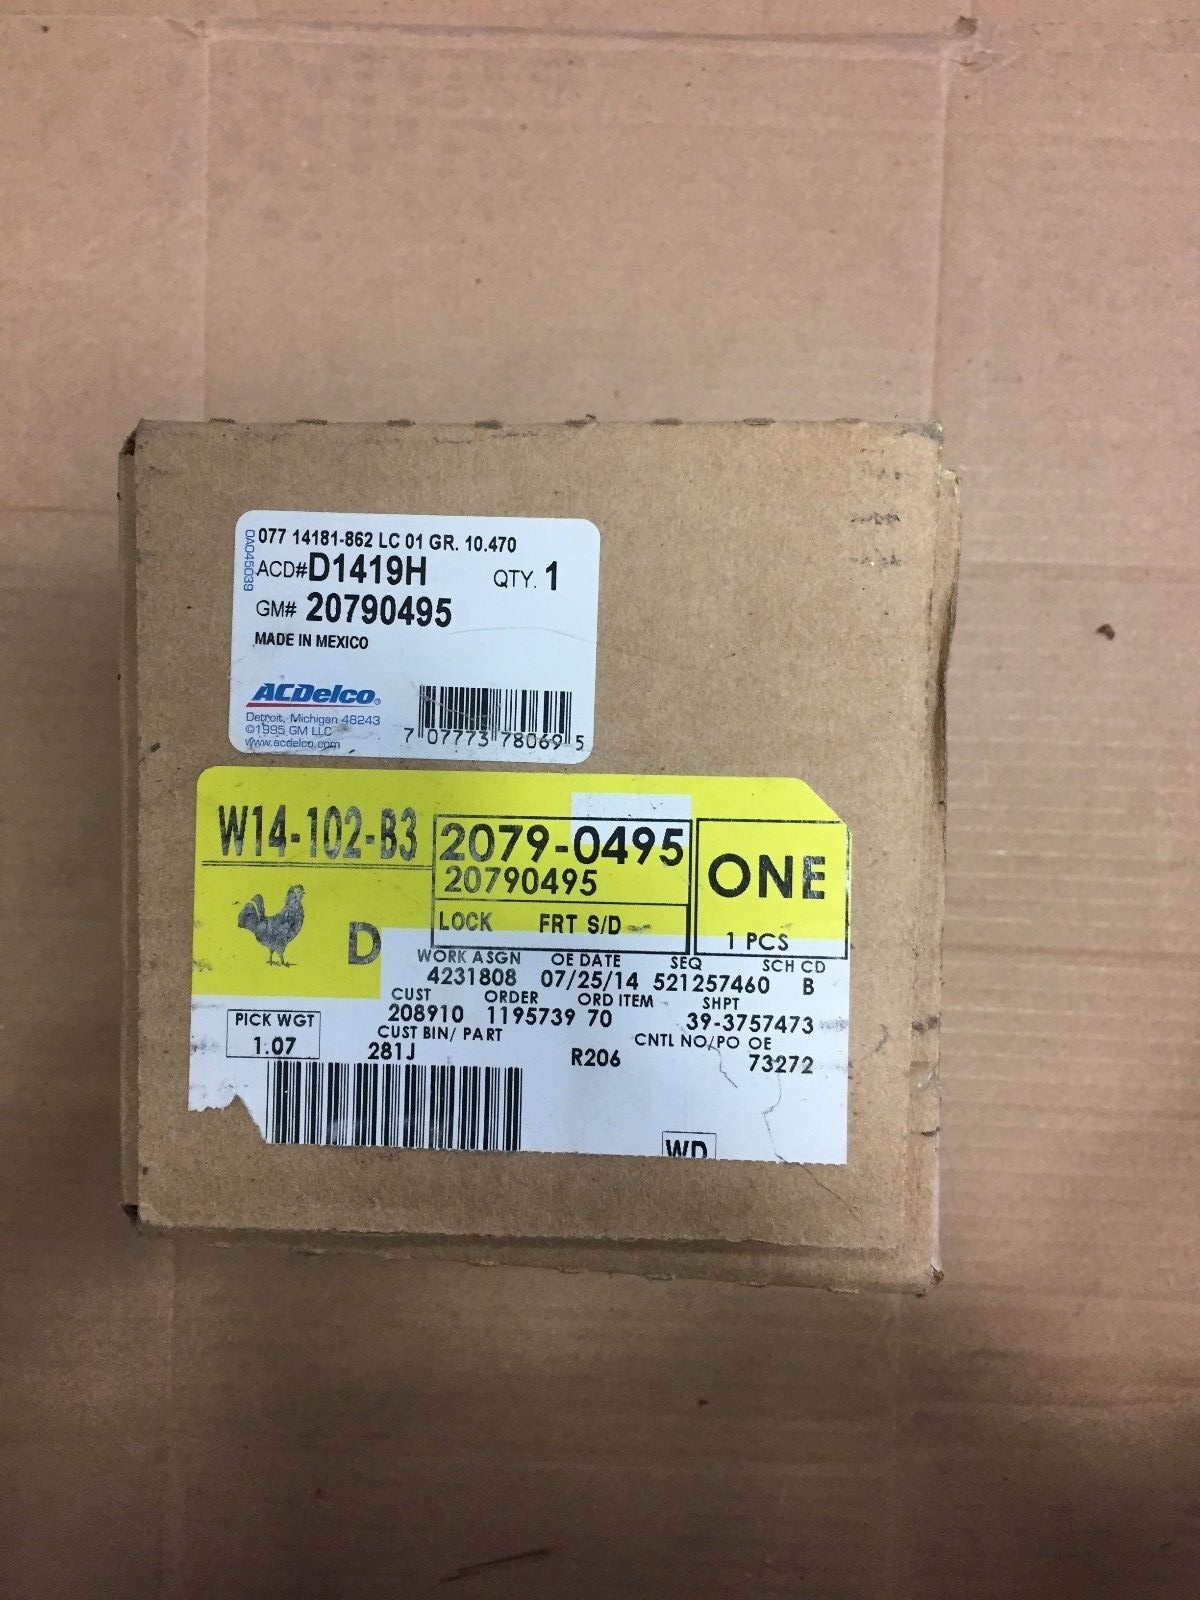 077 14181-862 LC 01 GR. 10.470
0A045039
ACD# D1419H QTY. 1
GM# 20790495
MADE IN MEXICO
ACDelco®
Detroit, Michigan 48243
©1995 GM LLC
www.acdelco.com
7 07773 78069 5
W14-102-B3
2079-0495
20790495
ONE
D
LOCK FRT S/D
1 PCS
WORK ASGN OE DATE SEQ SCH CD
4231808 07/25/14 521257460 B
CUST ORDER ORD ITEM SHPT
208910 1195739 70 39-3757473
PICK WGT CUST BIN/ PART CNTL NO/PO OE
1.07 281J R206 73272
WD